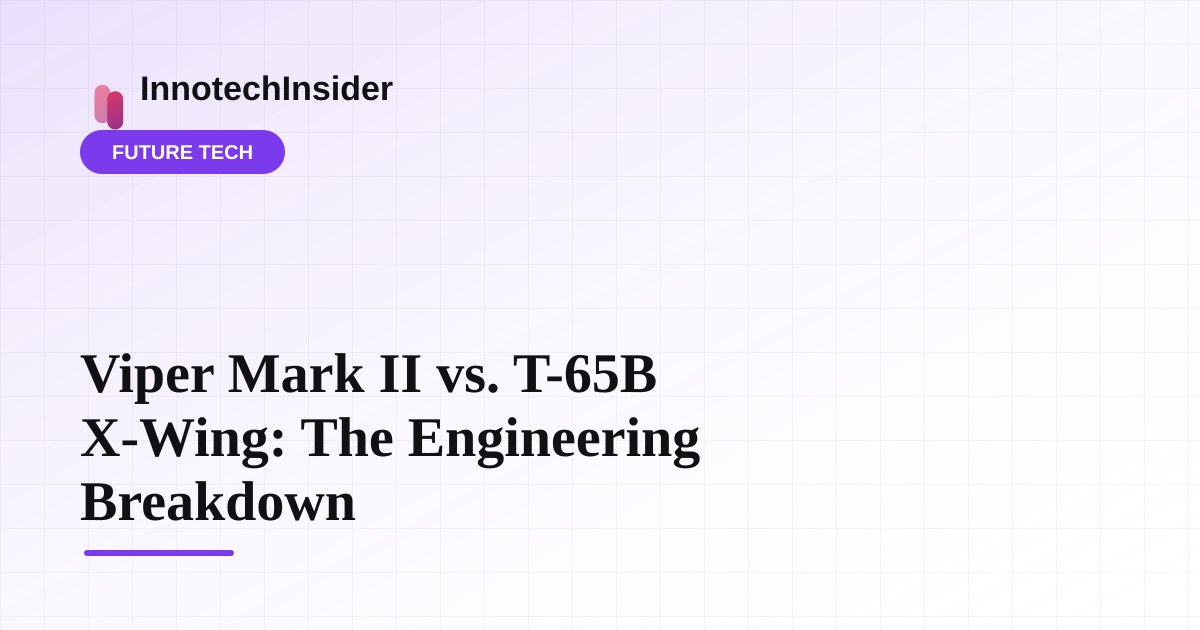 InnotechInsider
FUTURE TECH
Viper Mark II vs. T-65B
X-Wing: The Engineering
Breakdown